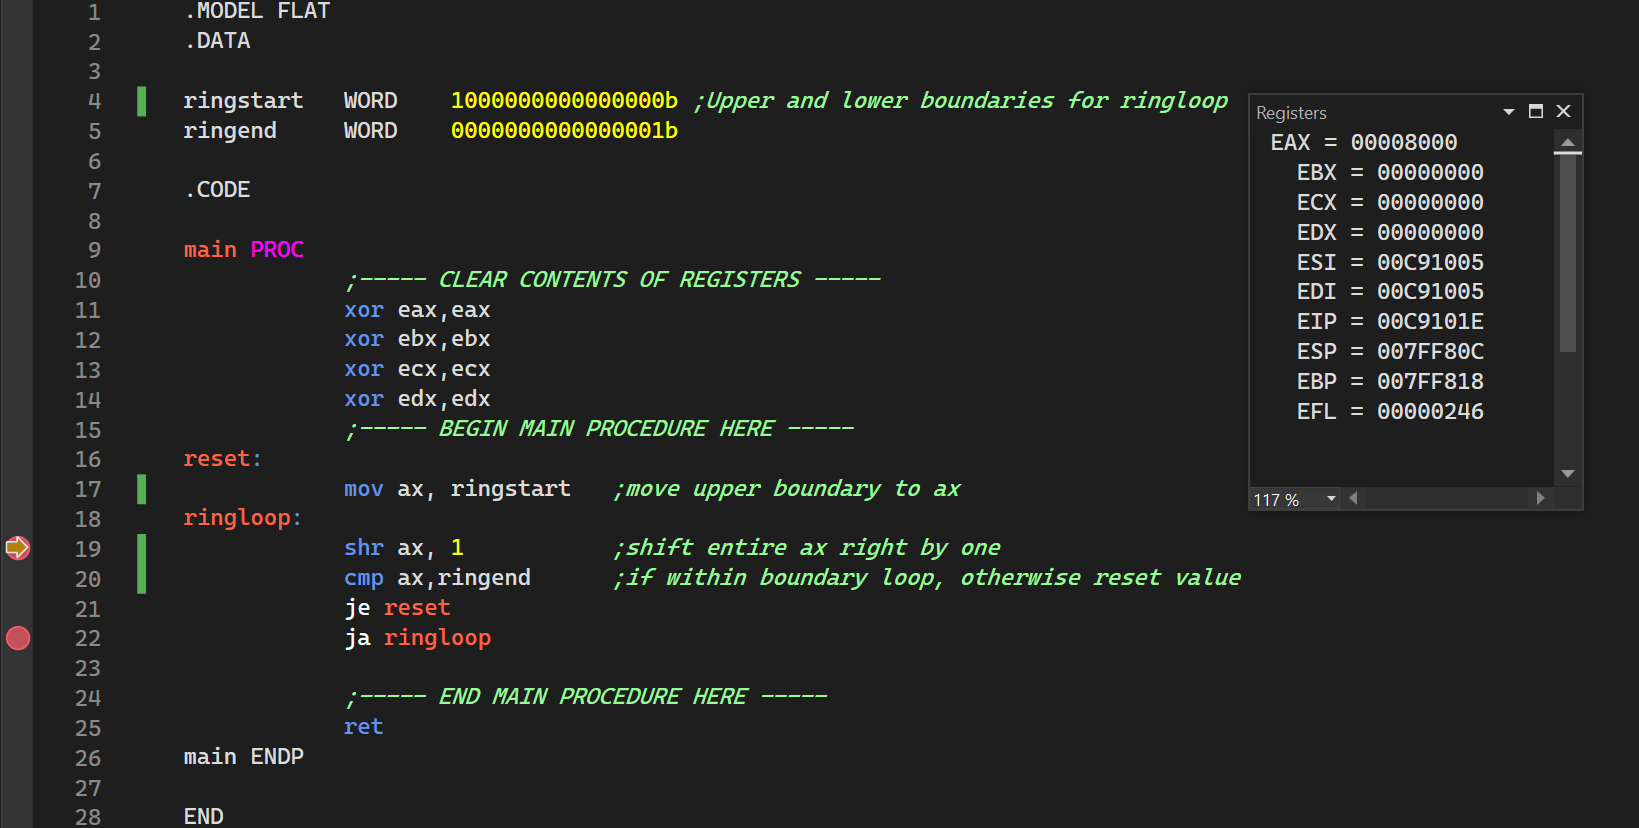 1 .MODEL FLAT
2 .DATA
3
4 ringstart WORD 1000000000000000b ;Upper and lower boundaries for ringloop
5 ringend WORD 0000000000000001b
6
7 .CODE
8
9 main PROC
10 ;----- CLEAR CONTENTS OF REGISTERS -----
11 xor eax,eax
12 xor ebx,ebx
13 xor ecx,ecx
14 xor edx,edx
15 ;----- BEGIN MAIN PROCEDURE HERE -----
16 reset:
17 mov ax, ringstart ;move upper boundary to ax
18 ringloop:
19 shr ax, 1 ;shift entire ax right by one
20 cmp ax,ringend ;if within boundary loop, otherwise reset value
21 je reset
22 ja ringloop
23
24 ;----- END MAIN PROCEDURE HERE -----
25 ret
26 main ENDP
27
28 END
Registers
EAX = 00008000
EBX = 00000000
ECX = 00000000
EDX = 00000000
ESI = 00C91005
EDI = 00C91005
EIP = 00C9101E
ESP = 007FF80C
EBP = 007FF818
EFL = 00000246
117 %